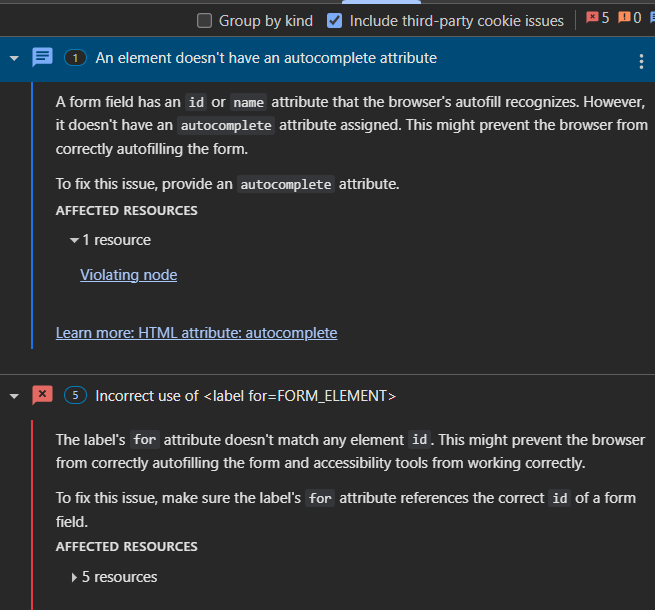 Group by kind Include third-party cookie issues 5 0
1 An element doesn't have an autocomplete attribute
A form field has an id or name attribute that the browser's autofill recognizes. However,
it doesn't have an autocomplete attribute assigned. This might prevent the browser from
correctly autofilling the form.
To fix this issue, provide an autocomplete attribute.
AFFECTED RESOURCES
1 resource
Violating node
Learn more: HTML attribute: autocomplete
5 Incorrect use of <label for=FORM_ELEMENT>
The label's for attribute doesn't match any element id. This might prevent the browser
from correctly autofilling the form and accessibility tools from working correctly.
To fix this issue, make sure the label's for attribute references the correct id of a form
field.
AFFECTED RESOURCES
5 resources